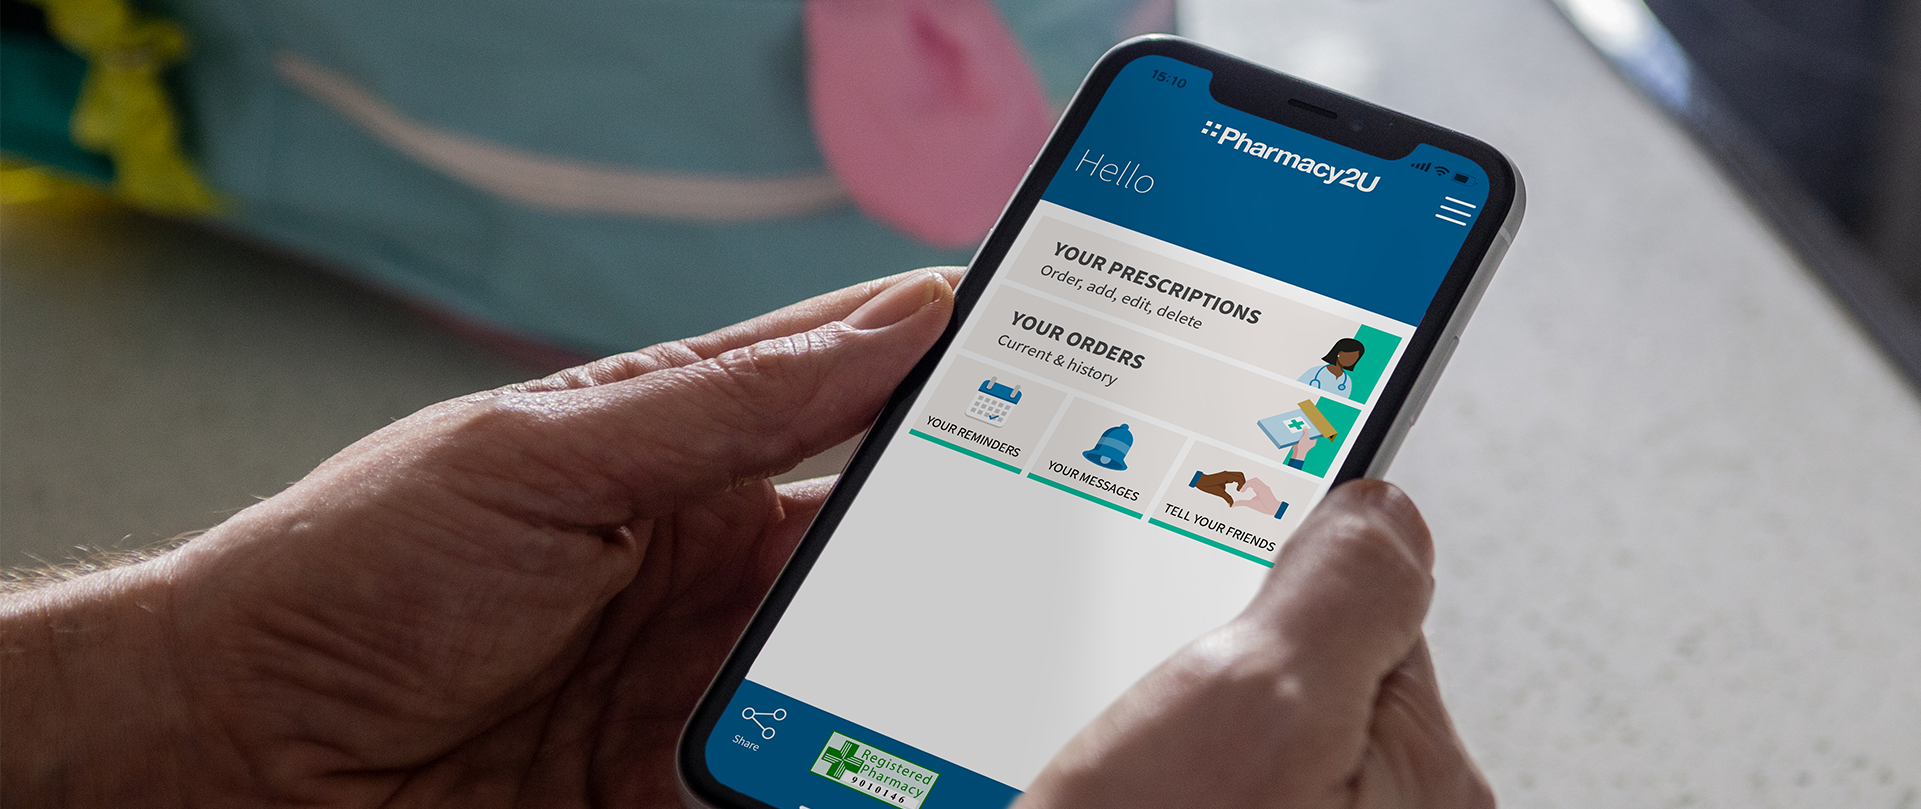 15:10
Pharmacy2U
Hello
YOUR PRESCRIPTIONS
Order, add, edit, delete
YOUR ORDERS
Current & history
YOUR REMINDERS
YOUR MESSAGES
TELL YOUR FRIENDS
Share
Registered
Pharmacy
9010146